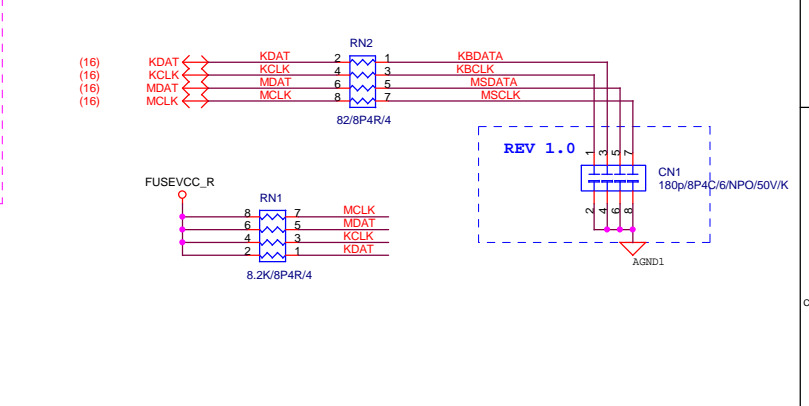 RN2
(16) KDAT KDAT 2 1 KBDATA
(16) KCLK KCLK 4 3 KBCLK
(16) MDAT MDAT 6 5 MSDATA
(16) MCLK MCLK 8 7 MSCLK
82/8P4R/4
REV 1.0
1 3 5 7
CN1
180p/8P4C/6/NPO/50V/K
2 4 6 8
AGND1
FUSEVCC_R
RN1
8 7 MCLK
6 5 MDAT
4 3 KCLK
2 1 KDAT
8.2K/8P4R/4
C